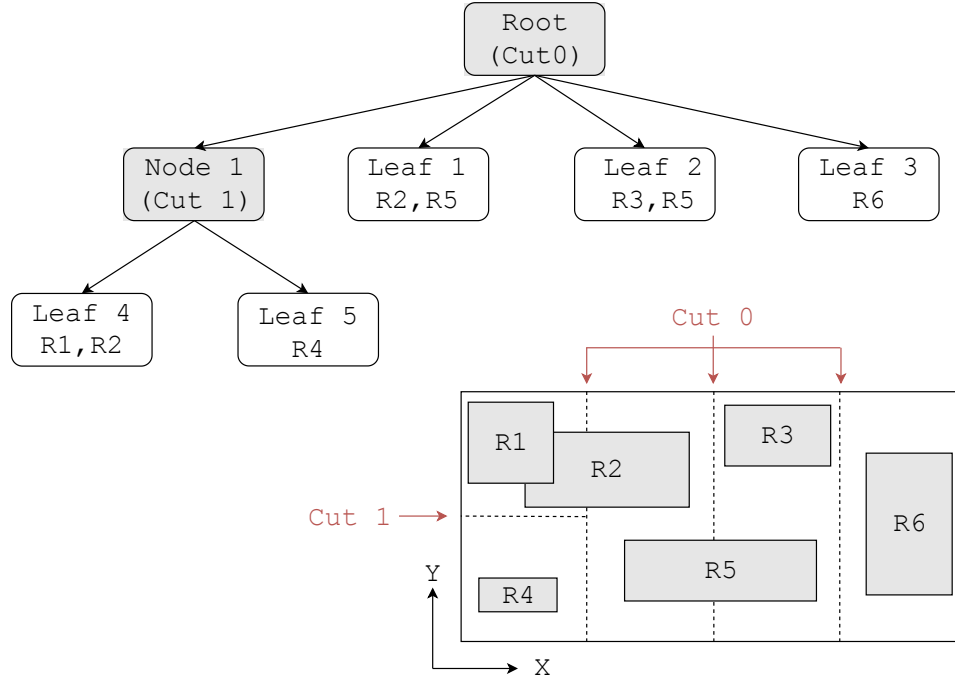 Root
(Cut0)
Node 1
(Cut 1)
Leaf 1
R2,R5
Leaf 2
R3,R5
Leaf 3
R6
Leaf 4
R1,R2
Leaf 5
R4
Cut 0
R1
R2
R3
R6
Cut 1
R5
R4
Y
X